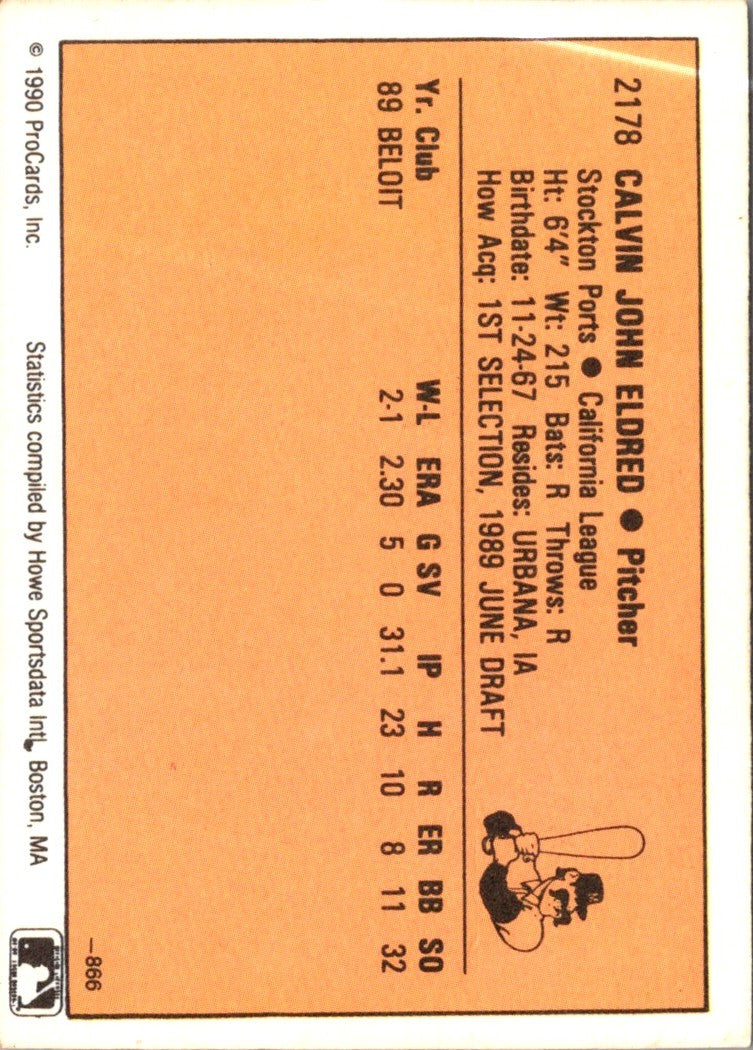 2178 CALVIN JOHN ELDRED ● Pitcher
Stockton Ports ● California League
Ht: 6'4" Wt: 215 Bats: R Throws: R
Birthdate: 11-24-67 Resides: URBANA, IA
How Acq: 1ST SELECTION, 1989 JUNE DRAFT
Yr. Club W-L ERA G SV IP H R ER BB SO
89 BELOIT 2-1 2.30 5 0 31.1 23 10 8 11 32
—866
© 1990 ProCards, Inc. Statistics compiled by Howe Sportsdata Intl, Boston, MA